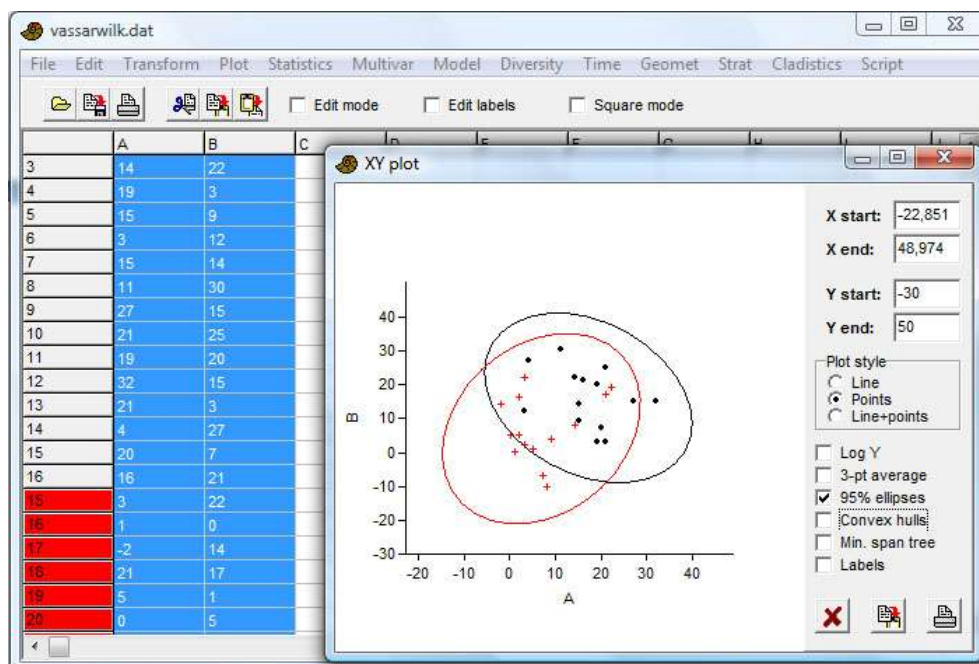 vassarwilk.dat
File Edit Transform Plot Statistics Multivar Model Diversity Time Geomet Strat Cladistics Script
Edit mode Edit labels Square mode
A B C
3 14 22
4 19 3
5 15 9
6 3 12
7 15 14
8 11 30
9 27 15
10 21 25
11 19 20
12 32 15
13 21 3
14 4 27
15 20 7
16 16 21
15 3 22
16 1 0
17 -2 14
18 21 17
19 5 1
20 0 5
XY plot
X start: -22,851
X end: 48,974
Y start: -30
Y end: 50
Plot style
Line
Points
Line+points
Log Y
3-pt average
95% ellipses
Convex hulls
Min. span tree
Labels
40
30
20
10
0
-10
-20
-30
B
-20 -10 0 10 20 30 40
A